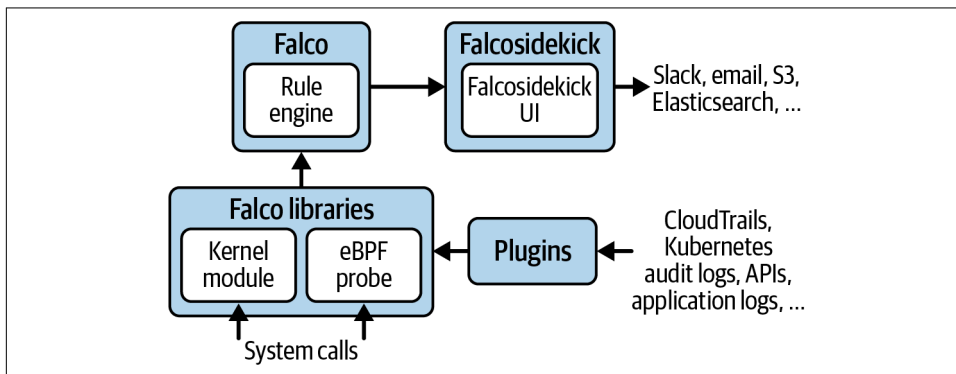 Falco
Rule
engine
Falcosidekick
Falcosidekick
UI
Slack, email, S3,
Elasticsearch, ...
Falco libraries
Kernel
module
eBPF
probe
Plugins
CloudTrails,
Kubernetes
audit logs, APIs,
application logs, ...
System calls